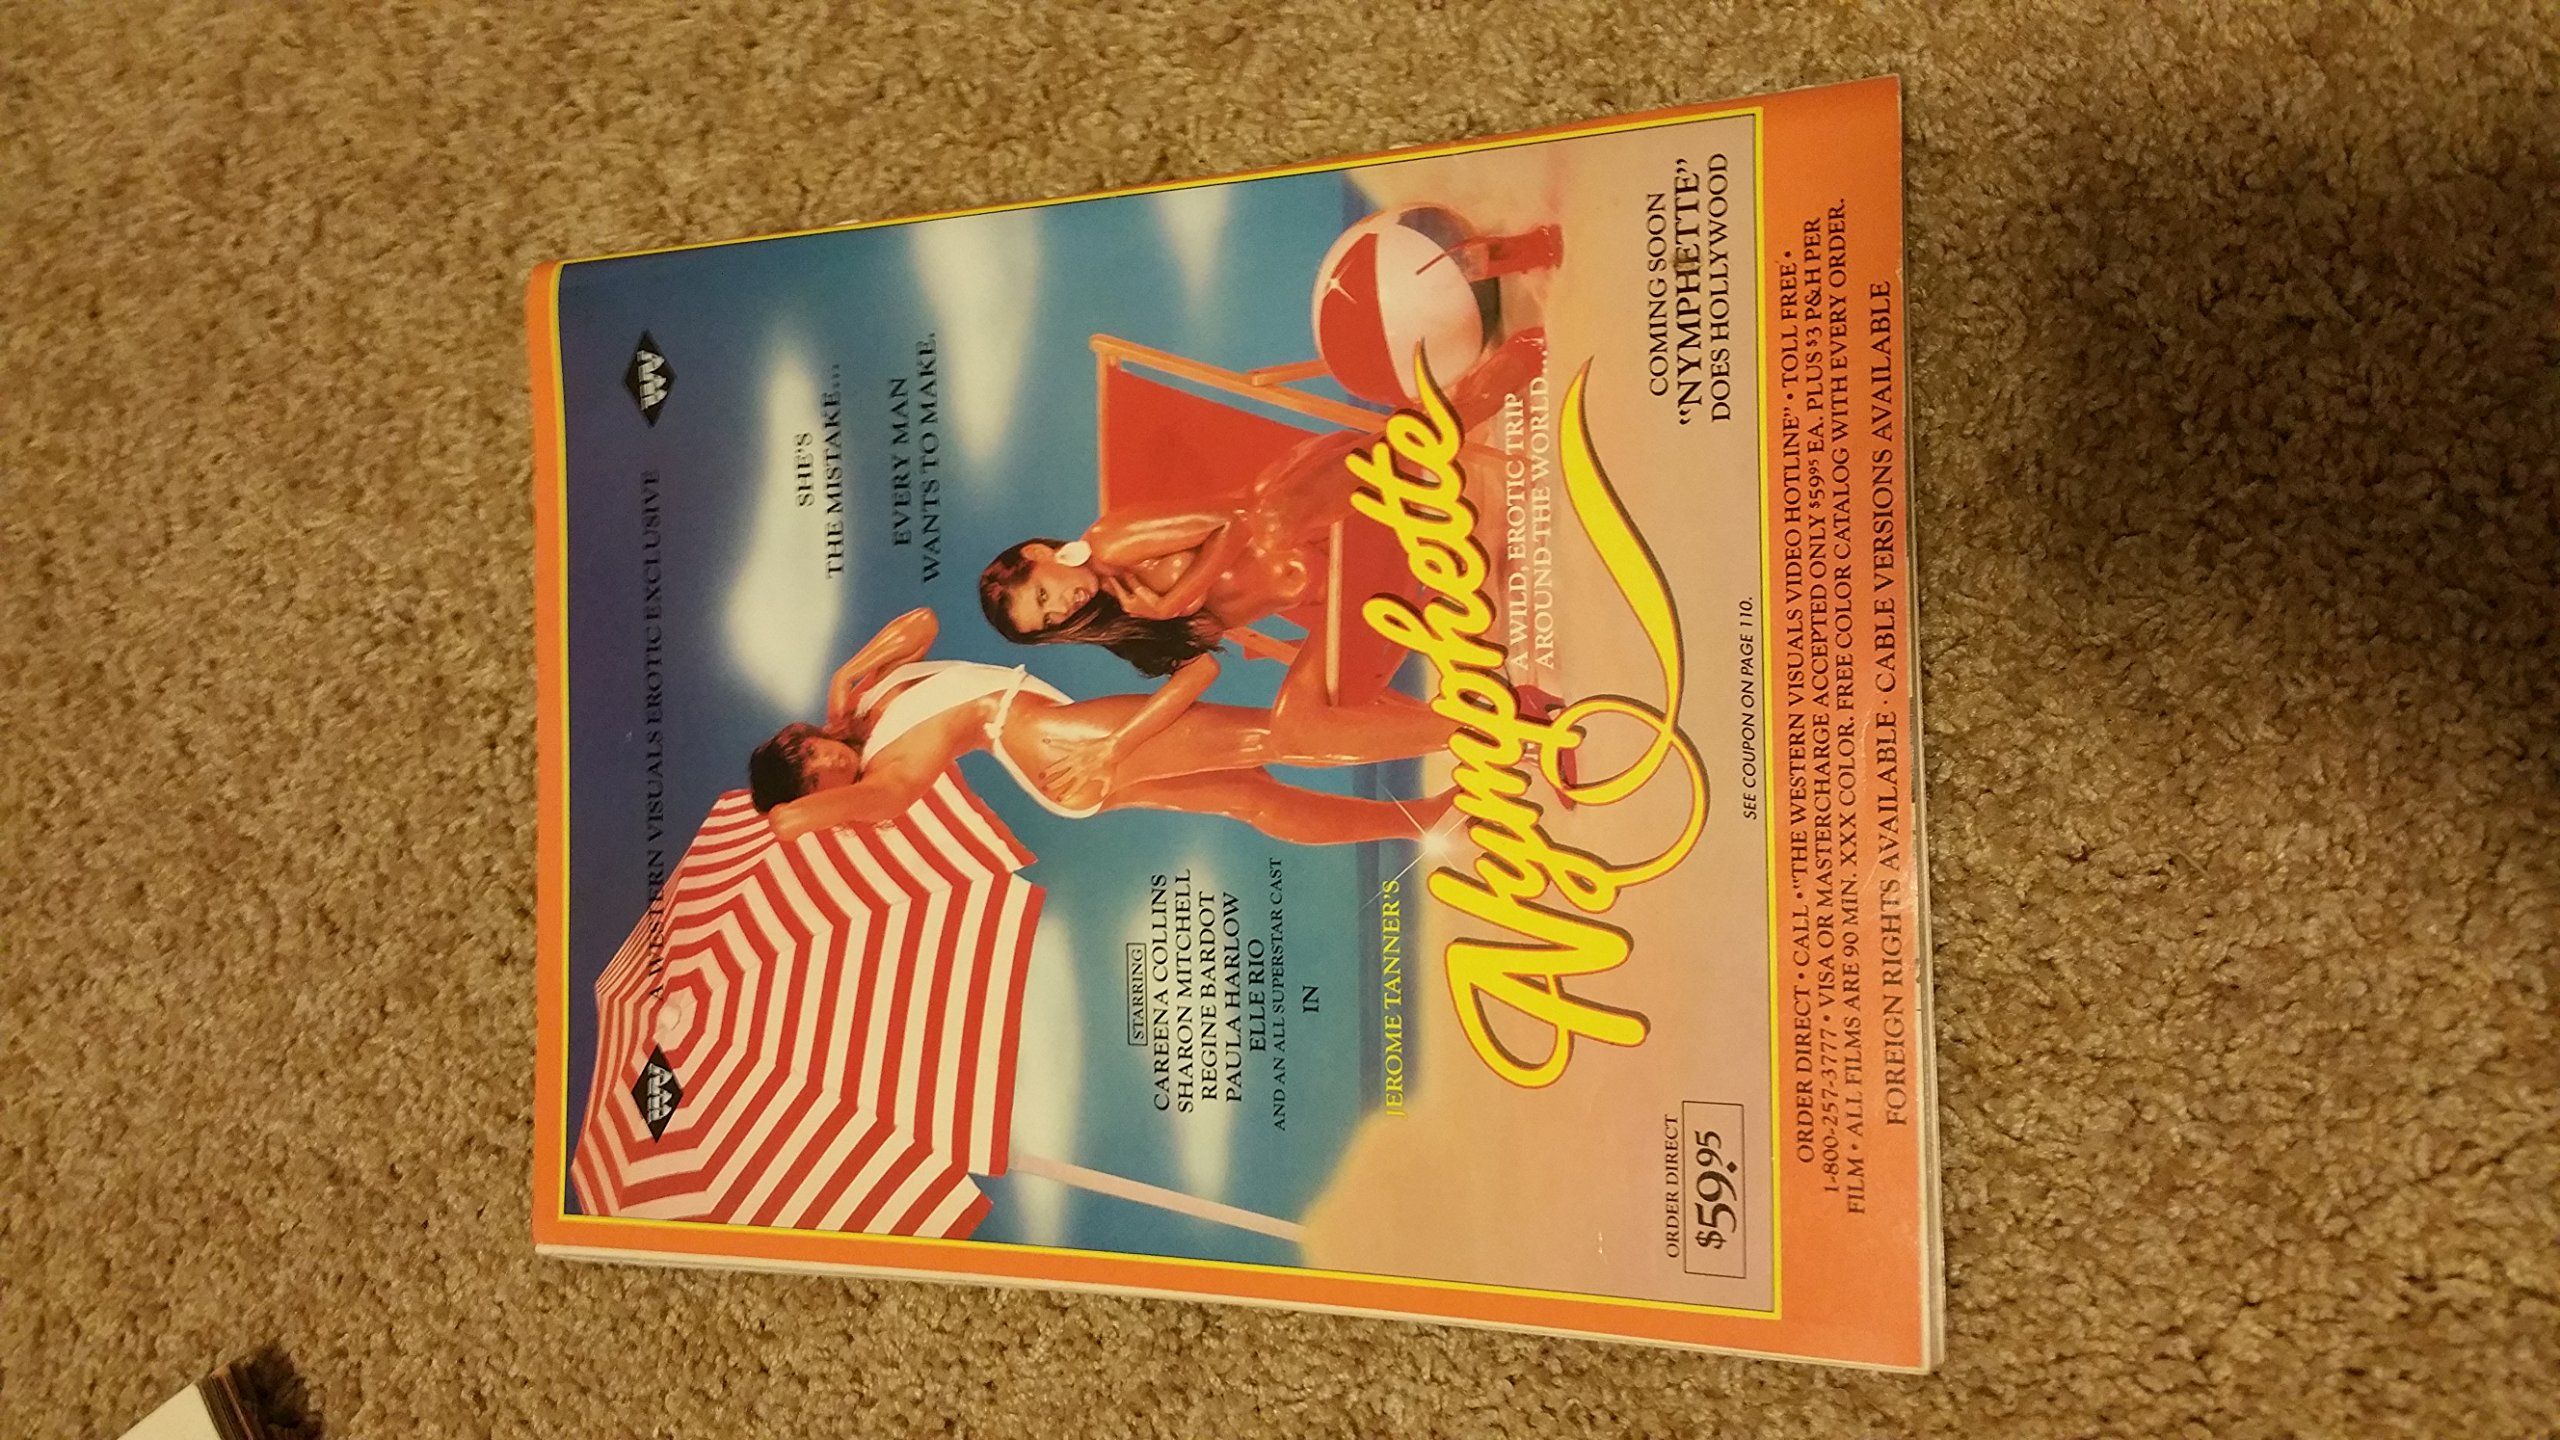 A WESTERN VISUALS EROTIC EXCLUSIVE
SHE'S
THE MISTAKE...
EVERY MAN
WANTS TO MAKE.
STARRING
CAREENA COLLINS
SHARON MITCHELL
REGINE BARDOT
PAULA HARLOW
ELLE RIO
AND AN ALL SUPERSTAR CAST
IN
JEROME TANNER'S
Nymphette
A WILD, EROTIC TRIP
AROUND THE WORLD...
ORDER DIRECT
$59.95
COMING SOON
"NYMPHETTE"
DOES HOLLYWOOD
SEE COUPON ON PAGE 110.
ORDER DIRECT • CALL • "THE WESTERN VISUALS VIDEO HOTLINE" • TOLL FREE •
1-800-257-3777 • VISA OR MASTERCHARGE ACCEPTED ONLY $59⁹⁵ EA. PLUS $3 P&H PER
FILM • ALL FILMS ARE 90 MIN. XXX COLOR. FREE COLOR CATALOG WITH EVERY ORDER.
FOREIGN RIGHTS AVAILABLE · CABLE VERSIONS AVAILABLE